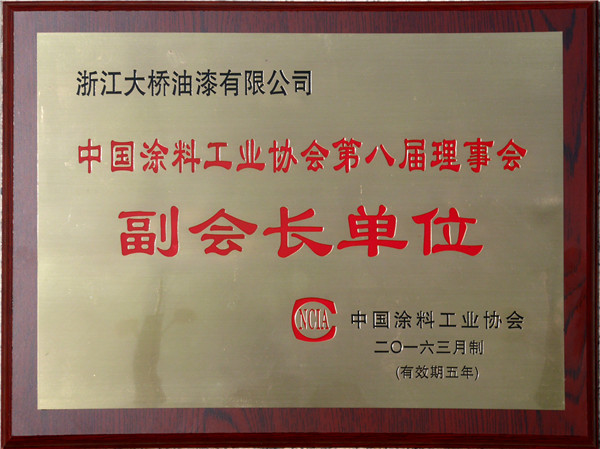 浙江大桥油漆有限公司
中国涂料工业协会第八届理事会
副会长单位
NCIA
中国涂料工业协会
二〇一六三月制
(有效期五年)